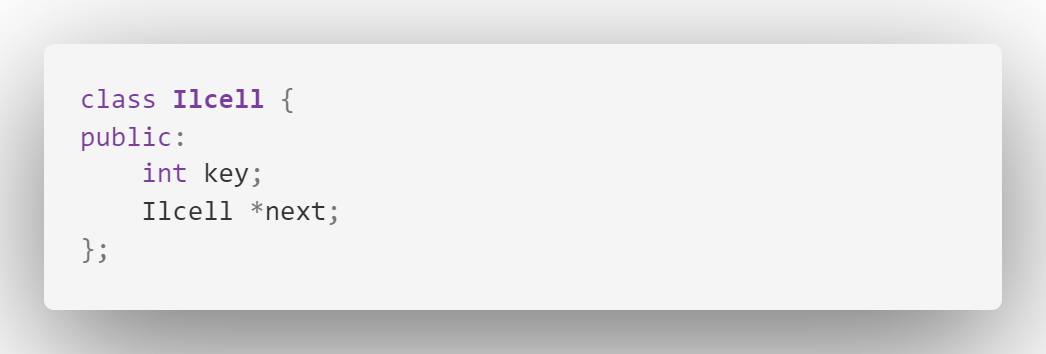 class Ilcell {
public:
    int key;
    Ilcell *next;
};